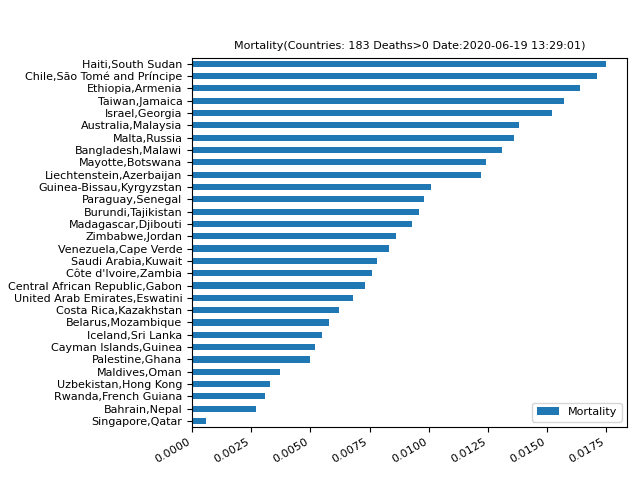 Mortality(Countries: 183 Deaths>0 Date:2020-06-19 13:29:01)
Haiti,South Sudan
Chile,São Tomé and Príncipe
Ethiopia,Armenia
Taiwan,Jamaica
Israel,Georgia
Australia,Malaysia
Malta,Russia
Bangladesh,Malawi
Mayotte,Botswana
Liechtenstein,Azerbaijan
Guinea-Bissau,Kyrgyzstan
Paraguay,Senegal
Burundi,Tajikistan
Madagascar,Djibouti
Zimbabwe,Jordan
Venezuela,Cape Verde
Saudi Arabia,Kuwait
Côte d'Ivoire,Zambia
Central African Republic,Gabon
United Arab Emirates,Eswatini
Costa Rica,Kazakhstan
Belarus,Mozambique
Iceland,Sri Lanka
Cayman Islands,Guinea
Palestine,Ghana
Maldives,Oman
Uzbekistan,Hong Kong
Rwanda,French Guiana
Bahrain,Nepal
Singapore,Qatar
Mortality
0.0000 0.0025 0.0050 0.0075 0.0100 0.0125 0.0150 0.0175